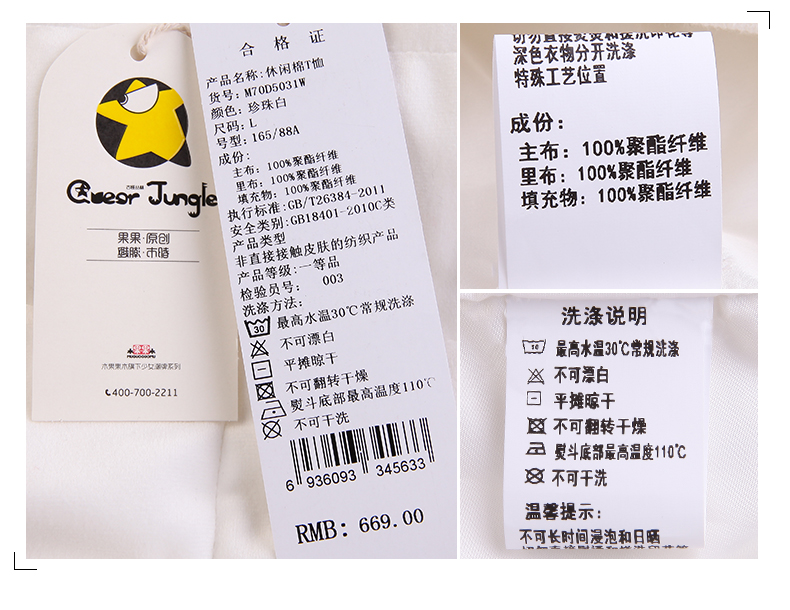 Queer Jungle
果果·原创
木果果木旗下少女潮牌系列
400-700-2211
合格证
产品名称:休闲棉T恤
货号:M70D5031W
颜色:珍珠白
尺码:L
号型:165/88A
成份:
主布:100%聚酯纤维
里布:100%聚酯纤维
填充物:100%聚酯纤维
执行标准:GB/T26384-2011
安全类别:GB18401-2010C类
产品类型
非直接接触皮肤的纺织产品
产品等级:一等品
检验员号: 003
洗涤方法:
30 最高水温30℃常规洗涤
不可漂白
平摊晾干
不可翻转干燥
熨斗底部最高温度110℃
不可干洗
6 936093 345633
RMB: 669.00
深色衣物分开洗涤
特殊工艺位置
成份:
主布:100%聚酯纤维
里布:100%聚酯纤维
填充物:100%聚酯纤维
洗涤说明
最高水温30℃常规洗涤
不可漂白
平摊晾干
不可翻转干燥
熨斗底部最高温度110℃
不可干洗
温馨提示:
不可长时间浸泡和日晒